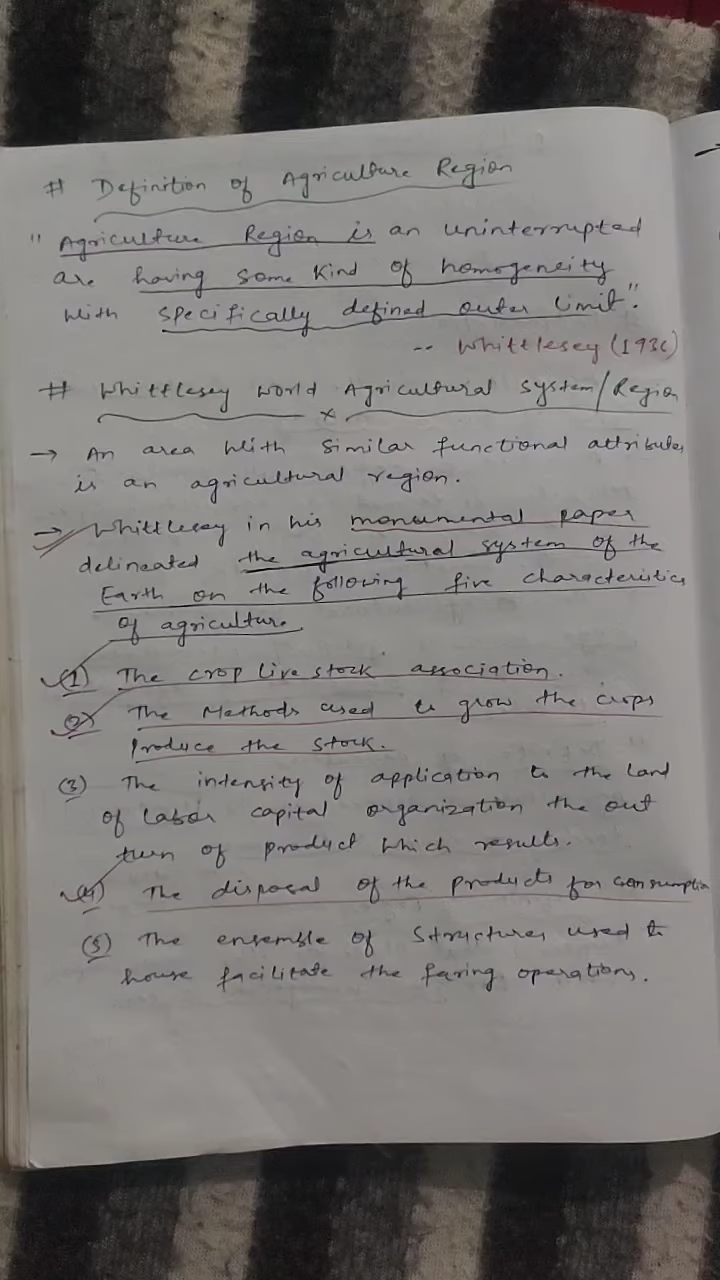 # Definition of Agriculture Region
" Agriculture Region is an uninterrupted
are having some kind of homogeneity
with specifically defined outer limit".
-- Whittlesey (1936)
# Whittlesey world Agricultural system/Region
→ An area with similar functional attributes
is an agricultural region.
→ Whittlesey in his monumental paper
delineated the agricultural system of the
Earth on the following five characteristics
of agriculture.
(1) The crop live stock association.
(2) The Methods used to grow the crops
produce the stock.
(3) The intensity of application to the land
of labor capital organization the out
turn of product which results.
(4) The disposal of the products for consumption
(5) The ensemble of structures used to
house facilitate the faring operations.